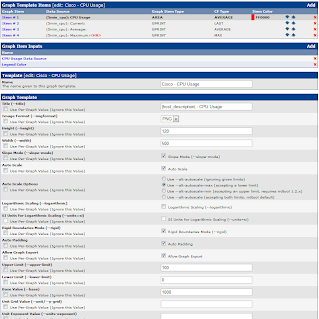 Graph Template Items [edit: Cisco - CPU Usage] Add
Graph Item Data Source Graph Item Type CF Type Item Color
Item # 1 (5min_cpu): CPU Usage AREA AVERAGE FF0000
Item # 2 (5min_cpu): Current: GPRINT LAST
Item # 3 (5min_cpu): Average: GPRINT AVERAGE
Item # 4 (5min_cpu): Maximum:<HR> GPRINT MAX
Graph Item Inputs Add
Name
CPU Usage Data Source
Legend Color
Template [edit: Cisco - CPU Usage]
Name Cisco - CPU Usage
The name given to this graph template.
Graph Template
Title (--title) |host_description| - CPU Usage
Use Per-Graph Value (Ignore this Value)
Image Format (--imgformat) PNG
Use Per-Graph Value (Ignore this Value)
Height (--height) 120
Use Per-Graph Value (Ignore this Value)
Width (--width) 500
Use Per-Graph Value (Ignore this Value)
Slope Mode (--slope-mode) Slope Mode (--slope-mode)
Use Per-Graph Value (Ignore this Value)
Auto Scale Auto Scale
Use Per-Graph Value (Ignore this Value)
Auto Scale Options
Use Per-Graph Value (Ignore this Value)
Use --alt-autoscale (ignoring given limits)
Use --alt-autoscale-max (accepting a lower limit)
Use --alt-autoscale-min (accepting an upper limit, requires rrdtool 1.2.x)
Use --alt-autoscale (accepting both limits, rrdtool default)
Logarithmic Scaling (--logarithmic) Logarithmic Scaling (--logarithmic)
Use Per-Graph Value (Ignore this Value)
SI Units for Logarithmic Scaling (--units=si) SI Units for Logarithmic Scaling (--units=si)
Use Per-Graph Value (Ignore this Value)
Rigid Boundaries Mode (--rigid) Rigid Boundaries Mode (--rigid)
Use Per-Graph Value (Ignore this Value)
Auto Padding Auto Padding
Use Per-Graph Value (Ignore this Value)
Allow Graph Export Allow Graph Export
Use Per-Graph Value (Ignore this Value)
Upper Limit (--upper-limit) 100
Use Per-Graph Value (Ignore this Value)
Lower Limit (--lower-limit) 0
Use Per-Graph Value (Ignore this Value)
Base Value (--base) 1000
Use Per-Graph Value (Ignore this Value)
Unit Grid Value (--unit/--y-grid)
Use Per-Graph Value (Ignore this Value)
Unit Exponent Value (--units-exponent)